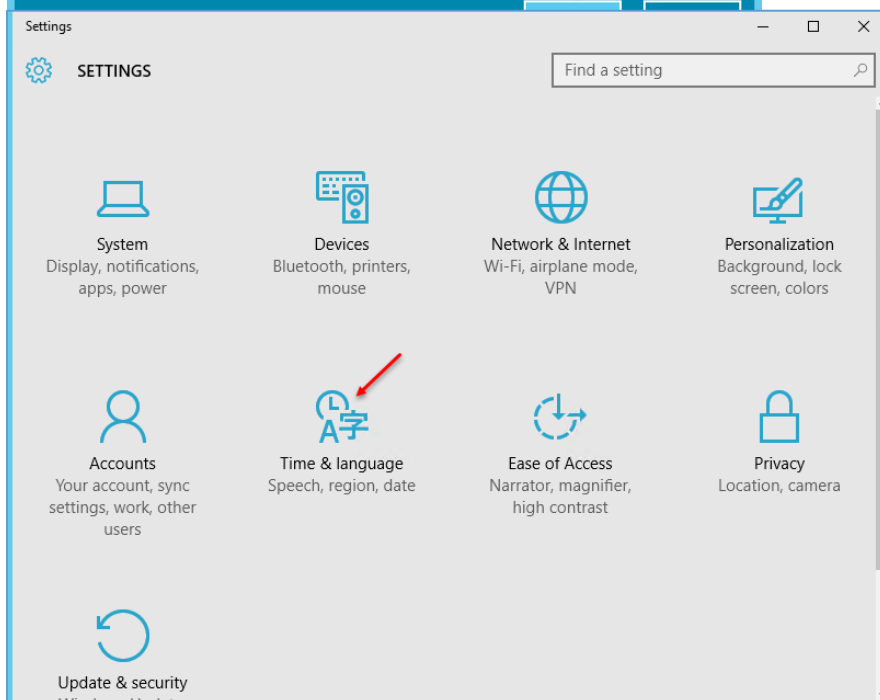 Settings
SETTINGS
Find a setting
System
Display, notifications,
apps, power
Devices
Bluetooth, printers,
mouse
Network & Internet
Wi-Fi, airplane mode,
VPN
Personalization
Background, lock
screen, colors
A字
Accounts
Your account, sync
settings, work, other
users
Time & language
Speech, region, date
Ease of Access
Narrator, magnifier,
high contrast
Privacy
Location, camera
Update & security